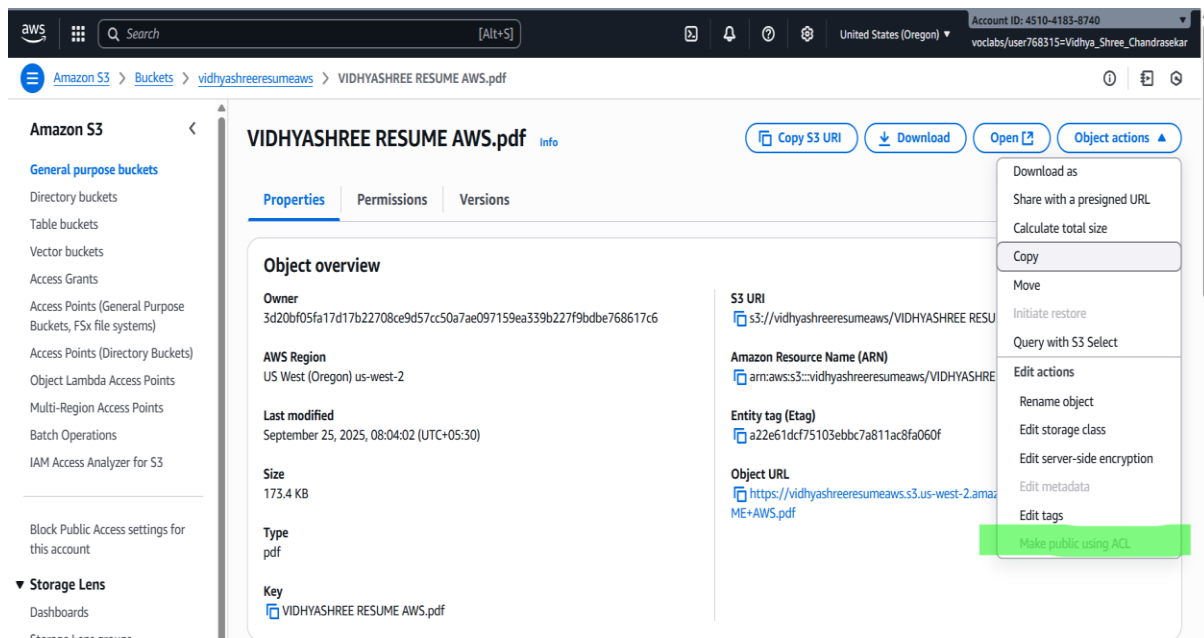 aws
Search
[Alt+S]
United States (Oregon) ▼
Account ID: 4510-4183-8740 ▼
voclabs/user768315=Vidhya_Shree_Chandrasekar
Amazon S3 > Buckets > vidhyashreeresumeaws > VIDHYASHREE RESUME AWS.pdf
Amazon S3
General purpose buckets
Directory buckets
Table buckets
Vector buckets
Access Grants
Access Points (General Purpose
Buckets, FSx file systems)
Access Points (Directory Buckets)
Object Lambda Access Points
Multi-Region Access Points
Batch Operations
IAM Access Analyzer for S3
Block Public Access settings for
this account
▼ Storage Lens
Dashboards
VIDHYASHREE RESUME AWS.pdf Info
Copy S3 URI
Download
Open
Object actions ▲
Properties
Permissions
Versions
Object overview
Owner
3d20bf05fa17d17b22708ce9d57cc50a7ae097159ea339b227f9bdbe768617c6
AWS Region
US West (Oregon) us-west-2
Last modified
September 25, 2025, 08:04:02 (UTC+05:30)
Size
173.4 KB
Type
pdf
Key
VIDHYASHREE RESUME AWS.pdf
S3 URI
s3://vidhyashreeresumeaws/VIDHYASHREE RESU
Amazon Resource Name (ARN)
arn:aws:s3:::vidhyashreeresumeaws/VIDHYASHRE
Entity tag (Etag)
a22e61dcf75103ebbc7a811ac8fa060f
Object URL
https://vidhyashreeresumeaws.s3.us-west-2.amaz
ME+AWS.pdf
Download as
Share with a presigned URL
Calculate total size
Copy
Move
Initiate restore
Query with S3 Select
Edit actions
Rename object
Edit storage class
Edit server-side encryption
Edit metadata
Edit tags
Make public using ACL